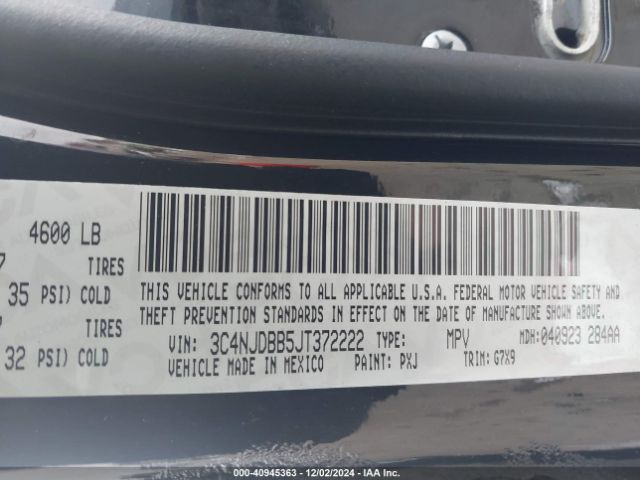 4600 LB
7 TIRES
35 PSI) COLD
TIRES
32 PSI) COLD
THIS VEHICLE CONFORMS TO ALL APPLICABLE U.S.A. FEDERAL MOTOR VEHICLE SAFETY AND
THEFT PREVENTION STANDARDS IN EFFECT ON THE DATE OF MANUFACTURE SHOWN ABOVE.
VIN: 3C4NJDBB5JT372222 TYPE: MPV MDH: 040923 284AA
VEHICLE MADE IN MEXICO PAINT: PXJ TRIM: G7X9
000-40945363 - 12/02/2024 - IAA Inc.